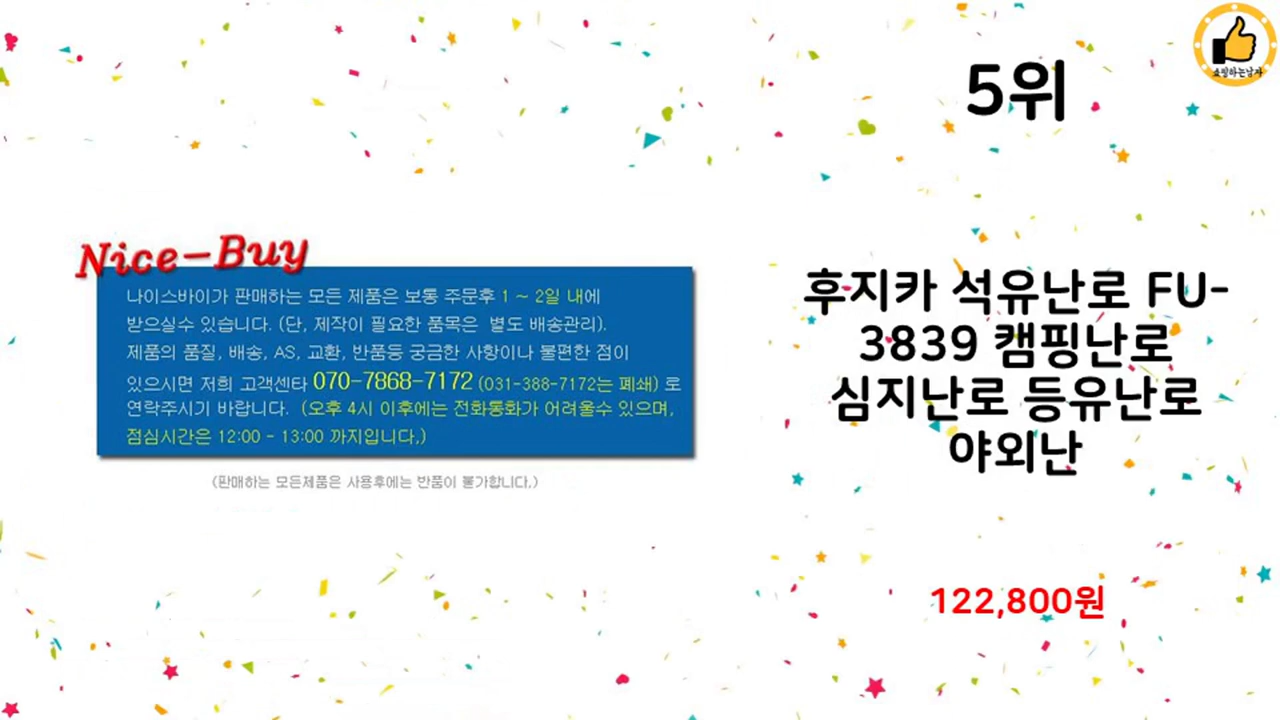 쇼핑하는남자
5위
Nice-Buy
나이스바이가 판매하는 모든 제품은 보통 주문후 1 ~ 2일 내에
받으실수 있습니다. (단, 제작이 필요한 품목은 별도 배송관리).
제품의 품질, 배송, AS, 교환, 반품등 궁금한 사항이나 불편한 점이
있으시면 저희 고객센타 070-7868-7172 (031-388-7172는 폐쇄) 로
연락주시기 바랍니다. (오후 4시 이후에는 전화통화가 어려울수 있으며,
점심시간은 12:00 - 13:00 까지입니다.)
(판매하는 모든제품은 사용후에는 반품이 불가합니다.)
후지카 석유난로 FU-
3839 캠핑난로
심지난로 등유난로
야외난
122,800원